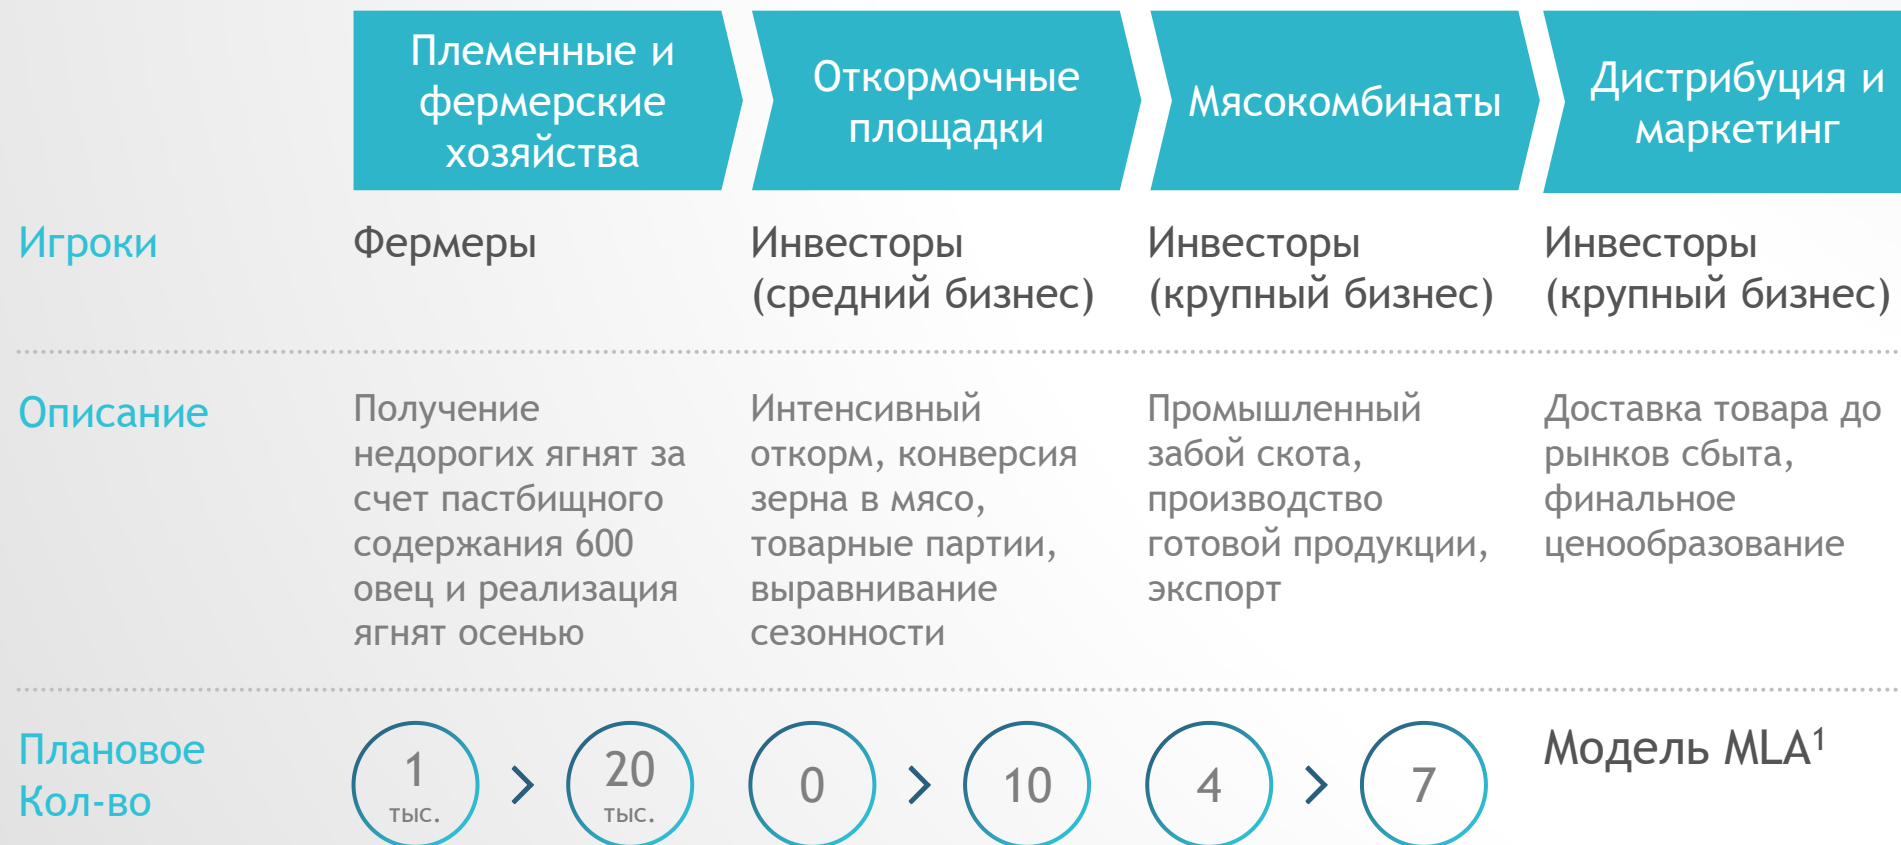 Племенные и
фермерские
хозяйства
Откормочные
площадки
Мясокомбинаты
Дистрибуция и
маркетинг
Игроки
Фермеры
Инвесторы
(средний бизнес)
Инвесторы
(крупный бизнес)
Инвесторы
(крупный бизнес)
Описание
Получение
недорогих ягнят за
счет пастбищного
содержания 600
овец и реализация
ягнят осенью
Интенсивный
откорм, конверсия
зерна в мясо,
товарные партии,
выравнивание
сезонности
Промышленный
забой скота,
производство
готовой продукции,
экспорт
Доставка товара до
рынков сбыта,
финальное
ценообразование
Плановое
Кол-во
1
тыс.
>
20
тыс.
0
>
10
4
>
7
Модель MLA¹